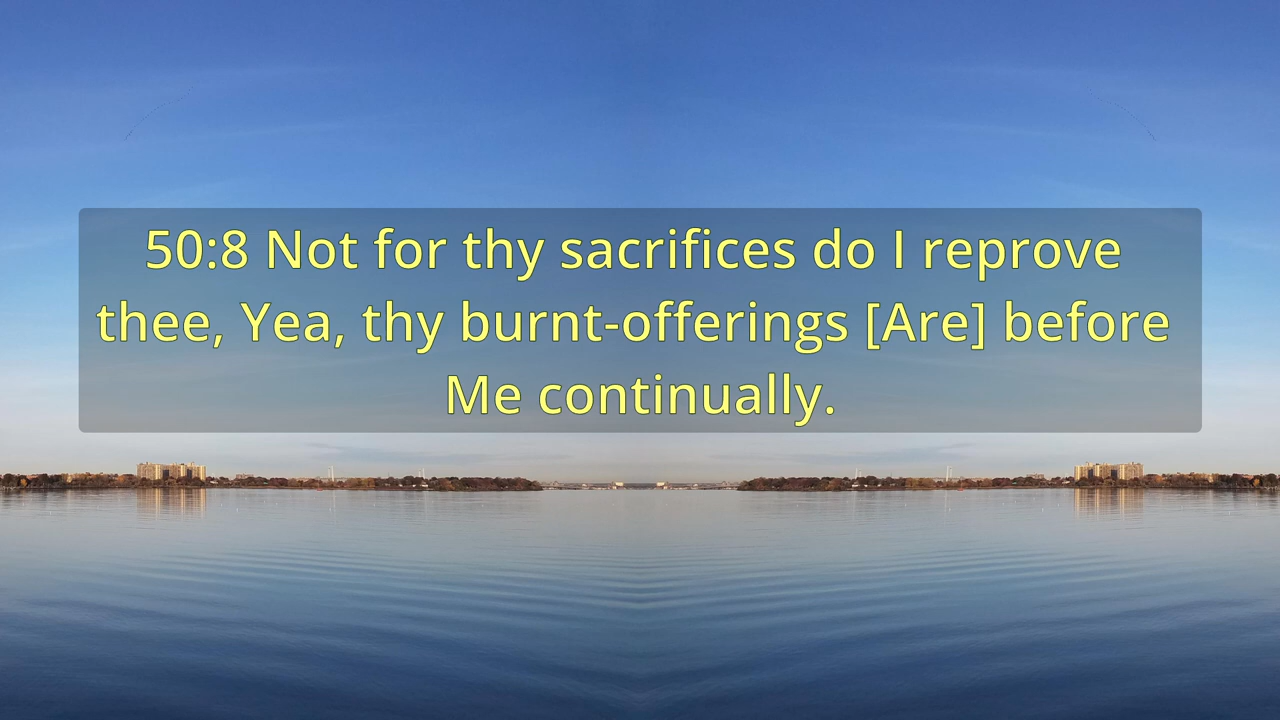 50:8 Not for thy sacrifices do I reprove
thee, Yea, thy burnt-offerings [Are] before
Me continually.